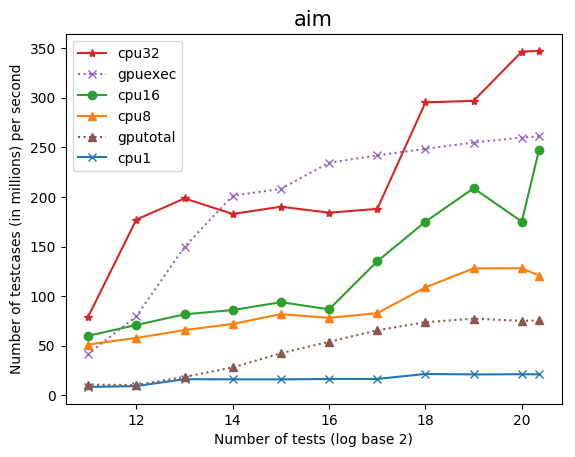 aim
Number of testcases (in millions) per second
350
300
250
200
150
100
50
0
cpu32
gpuexec
cpu16
cpu8
gputotal
cpu1
12 14 16 18 20
Number of tests (log base 2)